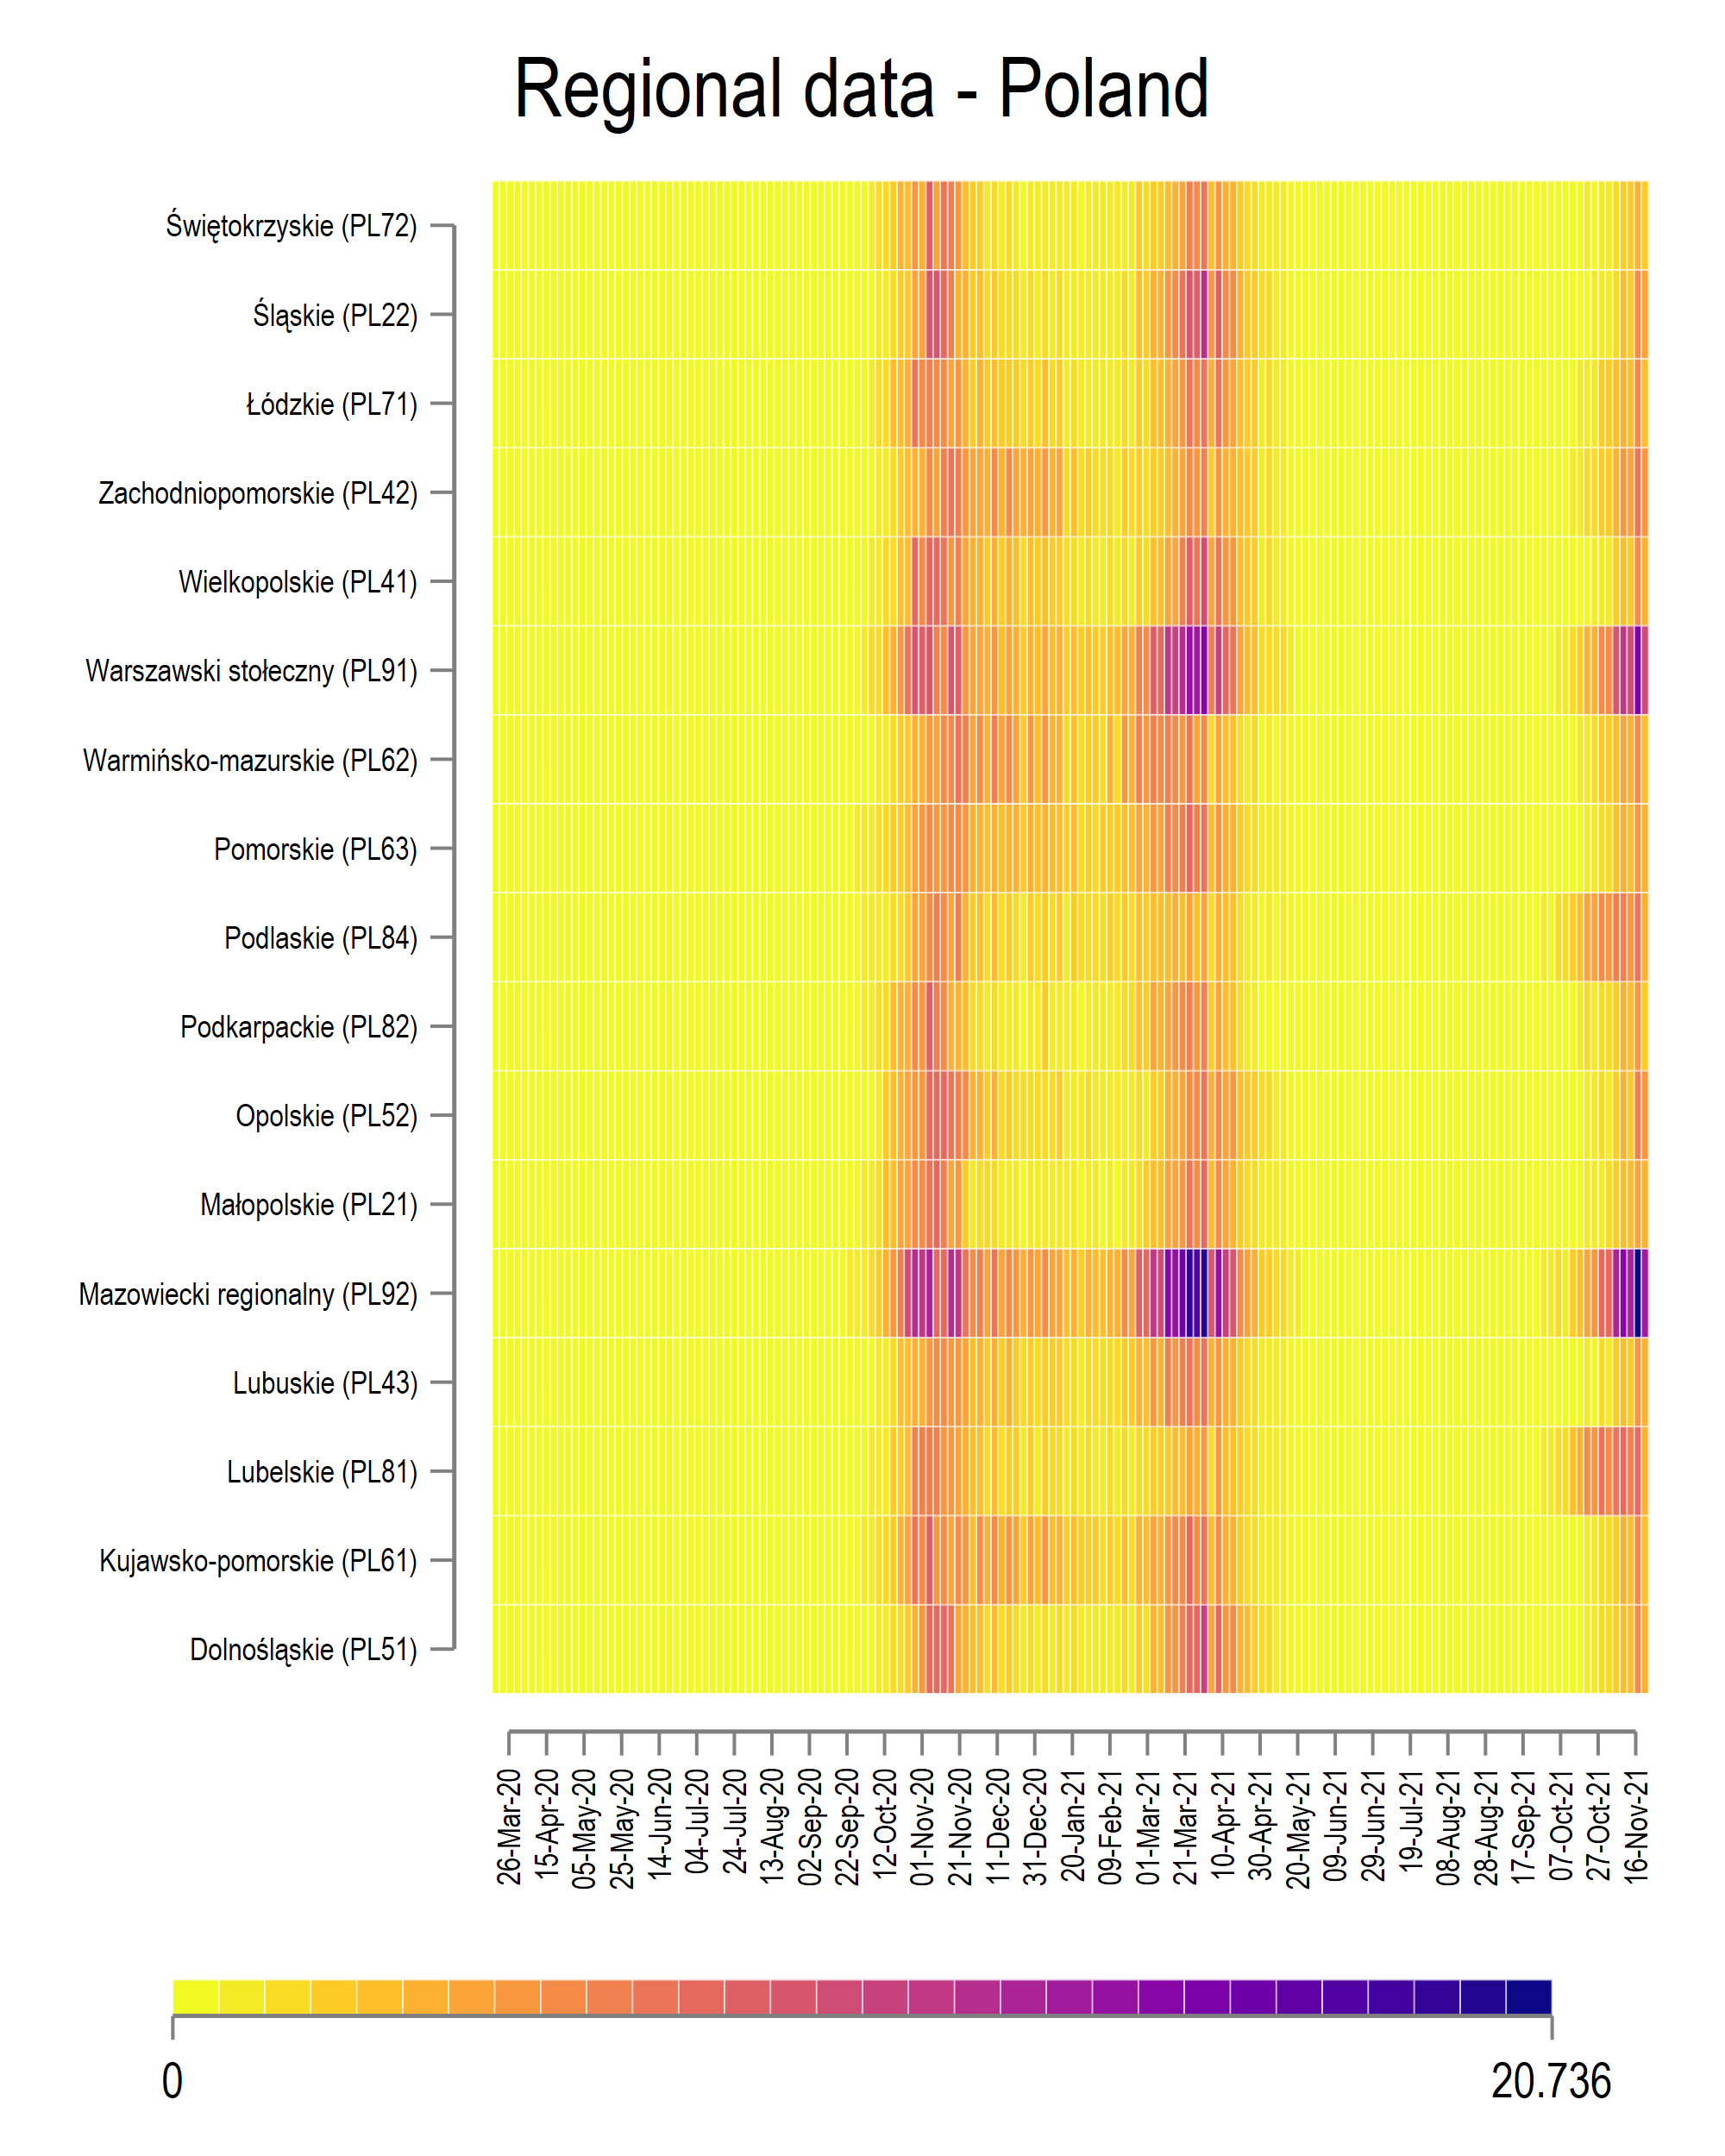 Regional data - Poland
Świętokrzyskie (PL72)
Śląskie (PL22)
Łódzkie (PL71)
Zachodniopomorskie (PL42)
Wielkopolskie (PL41)
Warszawski stołeczny (PL91)
Warmińsko-mazurskie (PL62)
Pomorskie (PL63)
Podlaskie (PL84)
Podkarpackie (PL82)
Opolskie (PL52)
Małopolskie (PL21)
Mazowiecki regionalny (PL92)
Lubuskie (PL43)
Lubelskie (PL81)
Kujawsko-pomorskie (PL61)
Dolnośląskie (PL51)
26-Mar-20
15-Apr-20
05-May-20
25-May-20
14-Jun-20
04-Jul-20
24-Jul-20
13-Aug-20
02-Sep-20
22-Sep-20
12-Oct-20
01-Nov-20
21-Nov-20
11-Dec-20
31-Dec-20
20-Jan-21
09-Feb-21
01-Mar-21
21-Mar-21
10-Apr-21
30-Apr-21
20-May-21
09-Jun-21
29-Jun-21
19-Jul-21
08-Aug-21
28-Aug-21
17-Sep-21
07-Oct-21
27-Oct-21
16-Nov-21
0
20.736